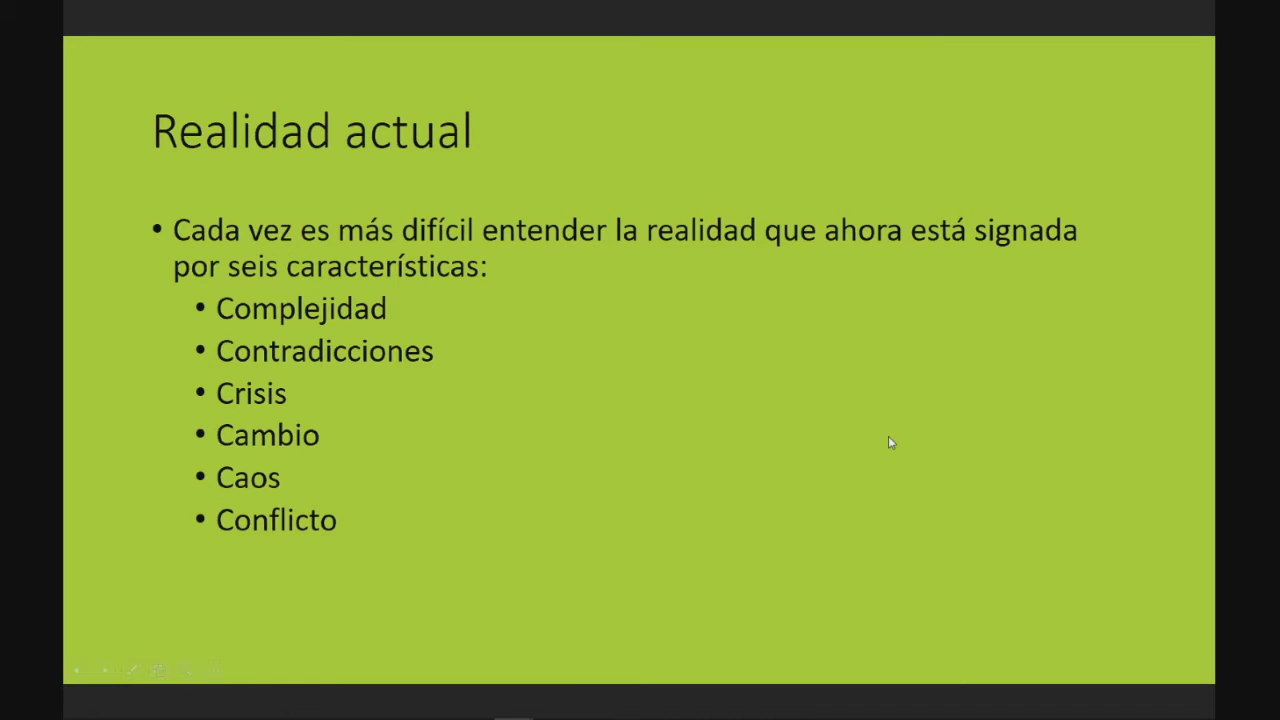 Realidad actual
• Cada vez es más difícil entender la realidad que ahora está signada
por seis características:
• Complejidad
• Contradicciones
• Crisis
• Cambio
• Caos
• Conflicto